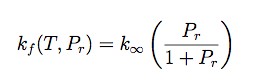 k_f(T, P_r) = k_∞ ( P_r / (1 + P_r) )